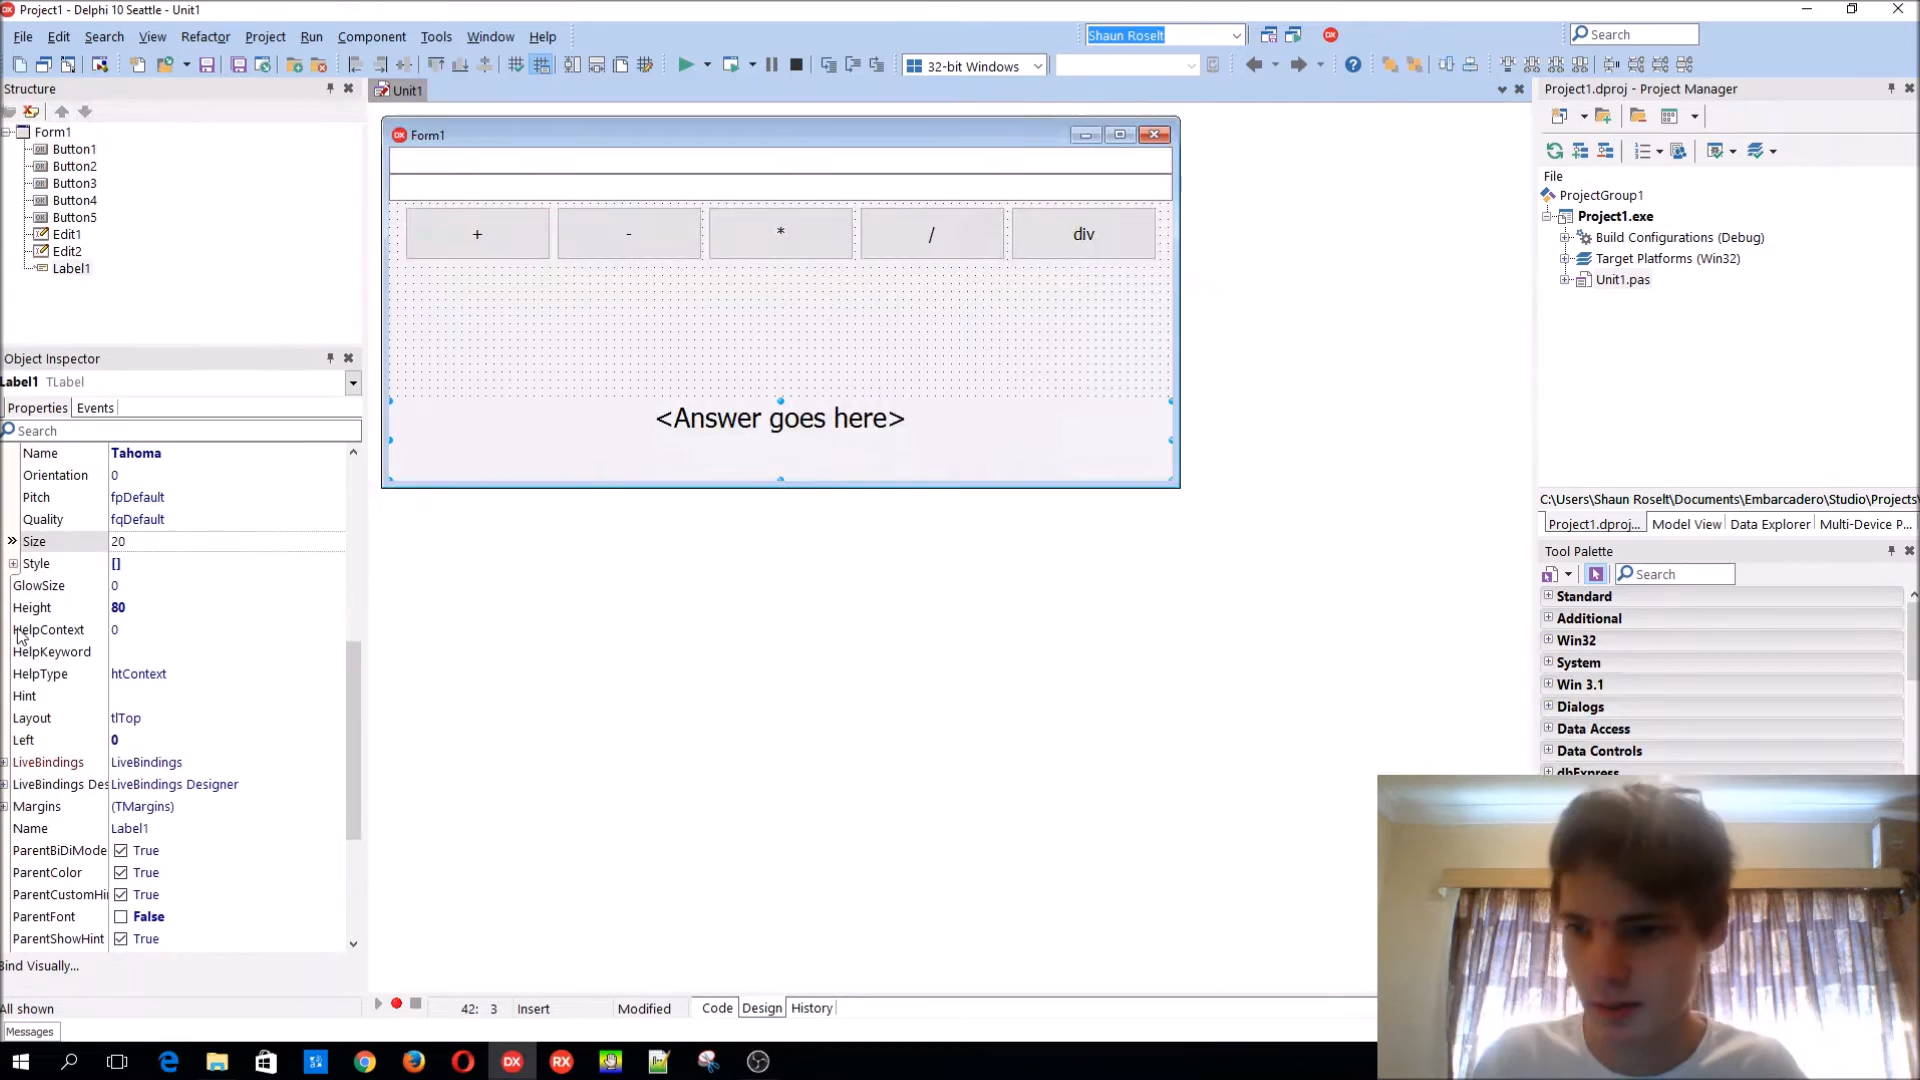 Project1 - Delphi 10 Seattle - Unit1
File Edit Search View Refactor Project Run Component Tools Window Help
Shaun Roselt
Search
32-bit Windows
Structure
Form1
Button1
Button2
Button3
Button4
Button5
Edit1
Edit2
Label1
Object Inspector
Label1 TLabel
Properties Events
Search
Name Tahoma
Orientation 0
Pitch fpDefault
Quality fqDefault
Size 20
Style []
GlowSize 0
Height 80
HelpContext 0
HelpKeyword
HelpType htContext
Hint
Layout tlTop
Left 0
LiveBindings LiveBindings
LiveBindings Des LiveBindings Designer
Margins (TMargins)
Name Label1
ParentBiDiMode True
ParentColor True
ParentCustomHi True
ParentFont False
ParentShowHint True
Bind Visually...
All shown
Messages
Unit1
Form1
+ - * / div
<Answer goes here>
42: 3 Insert Modified Code Design History
Project1.dproj - Project Manager
File
ProjectGroup1
Project1.exe
Build Configurations (Debug)
Target Platforms (Win32)
Unit1.pas
C:\Users\Shaun Roselt\Documents\Embarcadero\Studio\Projects\
Project1.dproj... Model View Data Explorer Multi-Device P...
Tool Palette
Search
Standard
Additional
Win32
System
Win 3.1
Dialogs
Data Access
Data Controls
dbExpress
DX RX